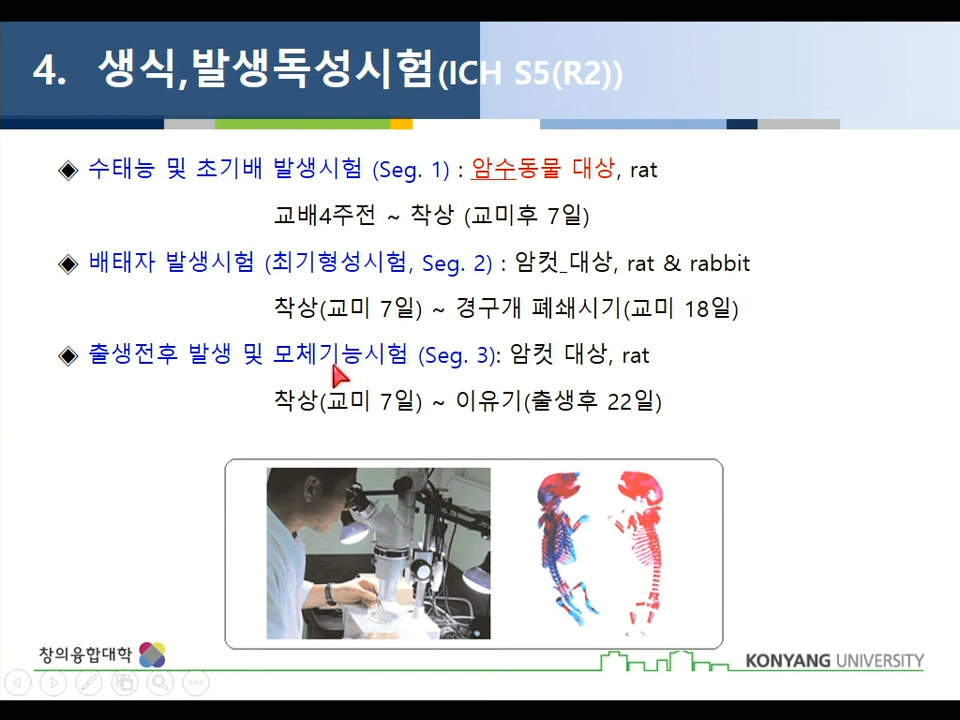 4. 생식,발생독성시험(ICH S5(R2))
◈ 수태능 및 초기배 발생시험 (Seg. 1) : 암수동물 대상, rat
교배4주전 ~ 착상 (교미후 7일)
◈ 배태자 발생시험 (최기형성시험, Seg. 2) : 암컷 대상, rat & rabbit
착상(교미 7일) ~ 경구개 폐쇄시기(교미 18일)
◈ 출생전후 발생 및 모체기능시험 (Seg. 3): 암컷 대상, rat
착상(교미 7일) ~ 이유기(출생후 22일)
창의융합대학
KONYANG UNIVERSITY